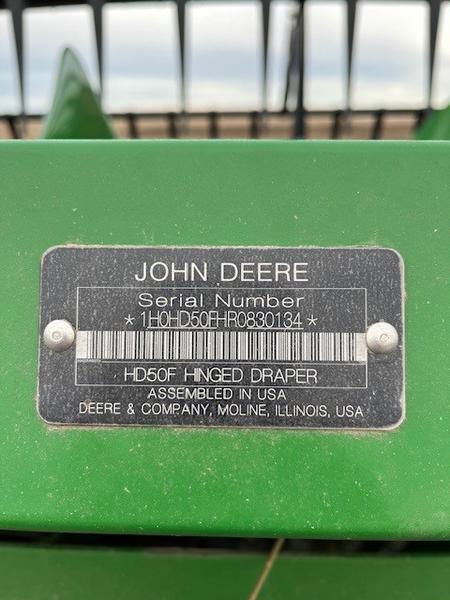 JOHN DEERE
Serial Number
*1H0HD50FHR0830134*
HD50F HINGED DRAPER
ASSEMBLED IN USA
DEERE & COMPANY, MOLINE, ILLINOIS, USA